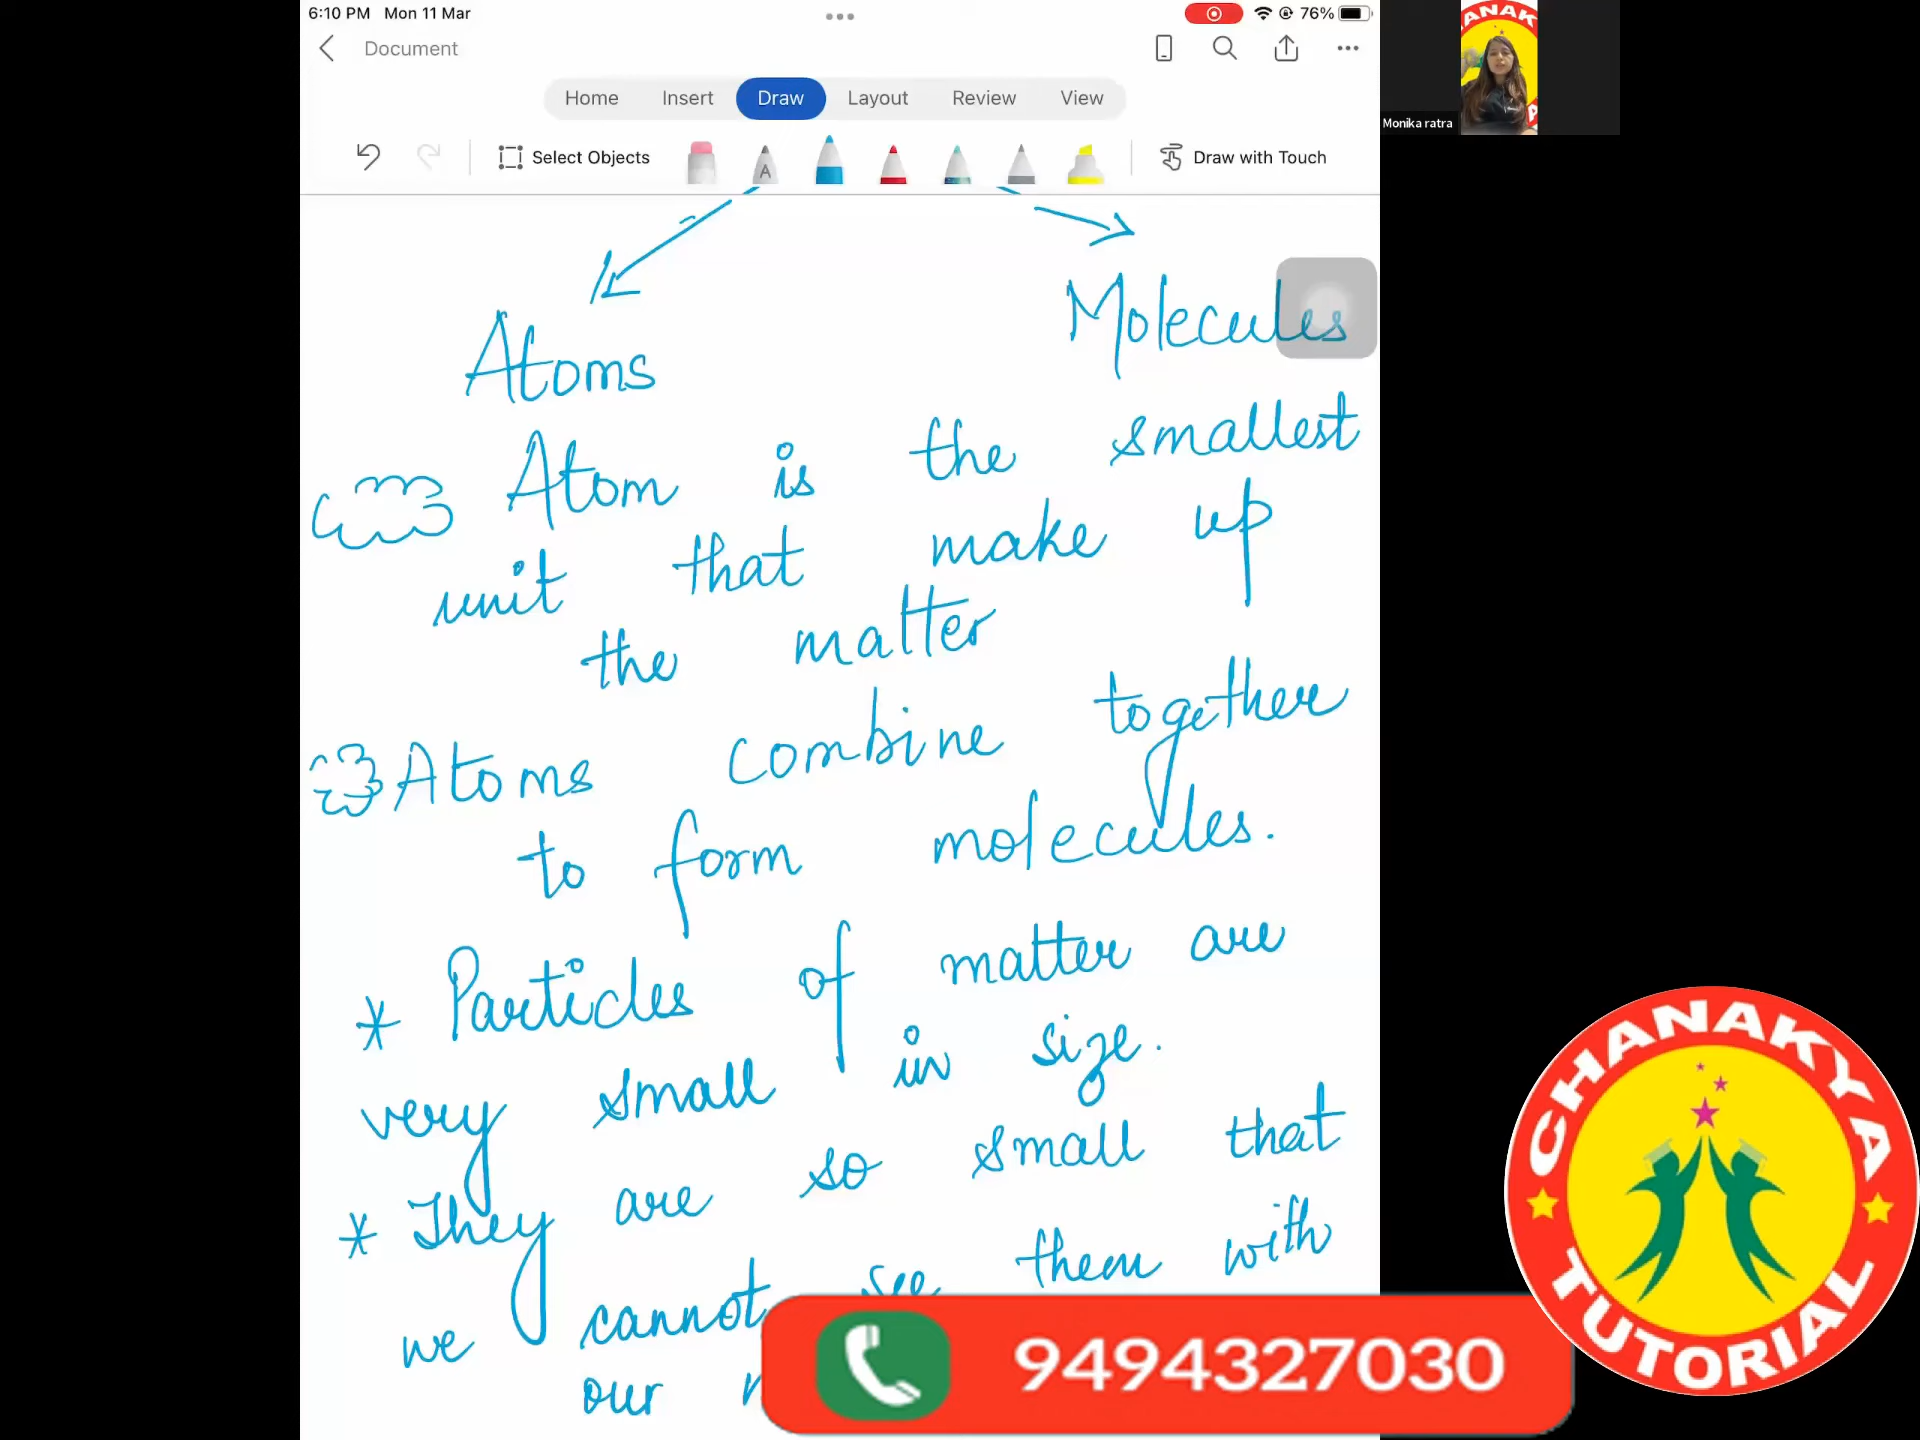 6:10 PM Mon 11 Mar
76%
Document
Home Insert Draw Layout Review View
Select Objects
A
Draw with Touch
CHANAK
Monika ratra
Atoms
Molecules
Atom is the smallest
unit that make up
the matter
Atoms combine together
to form molecules.
* Particles of matter are
very small in size.
* They are so small that
we cannot see them with
our
9494327030
CHANAKYA
TUTORIAL